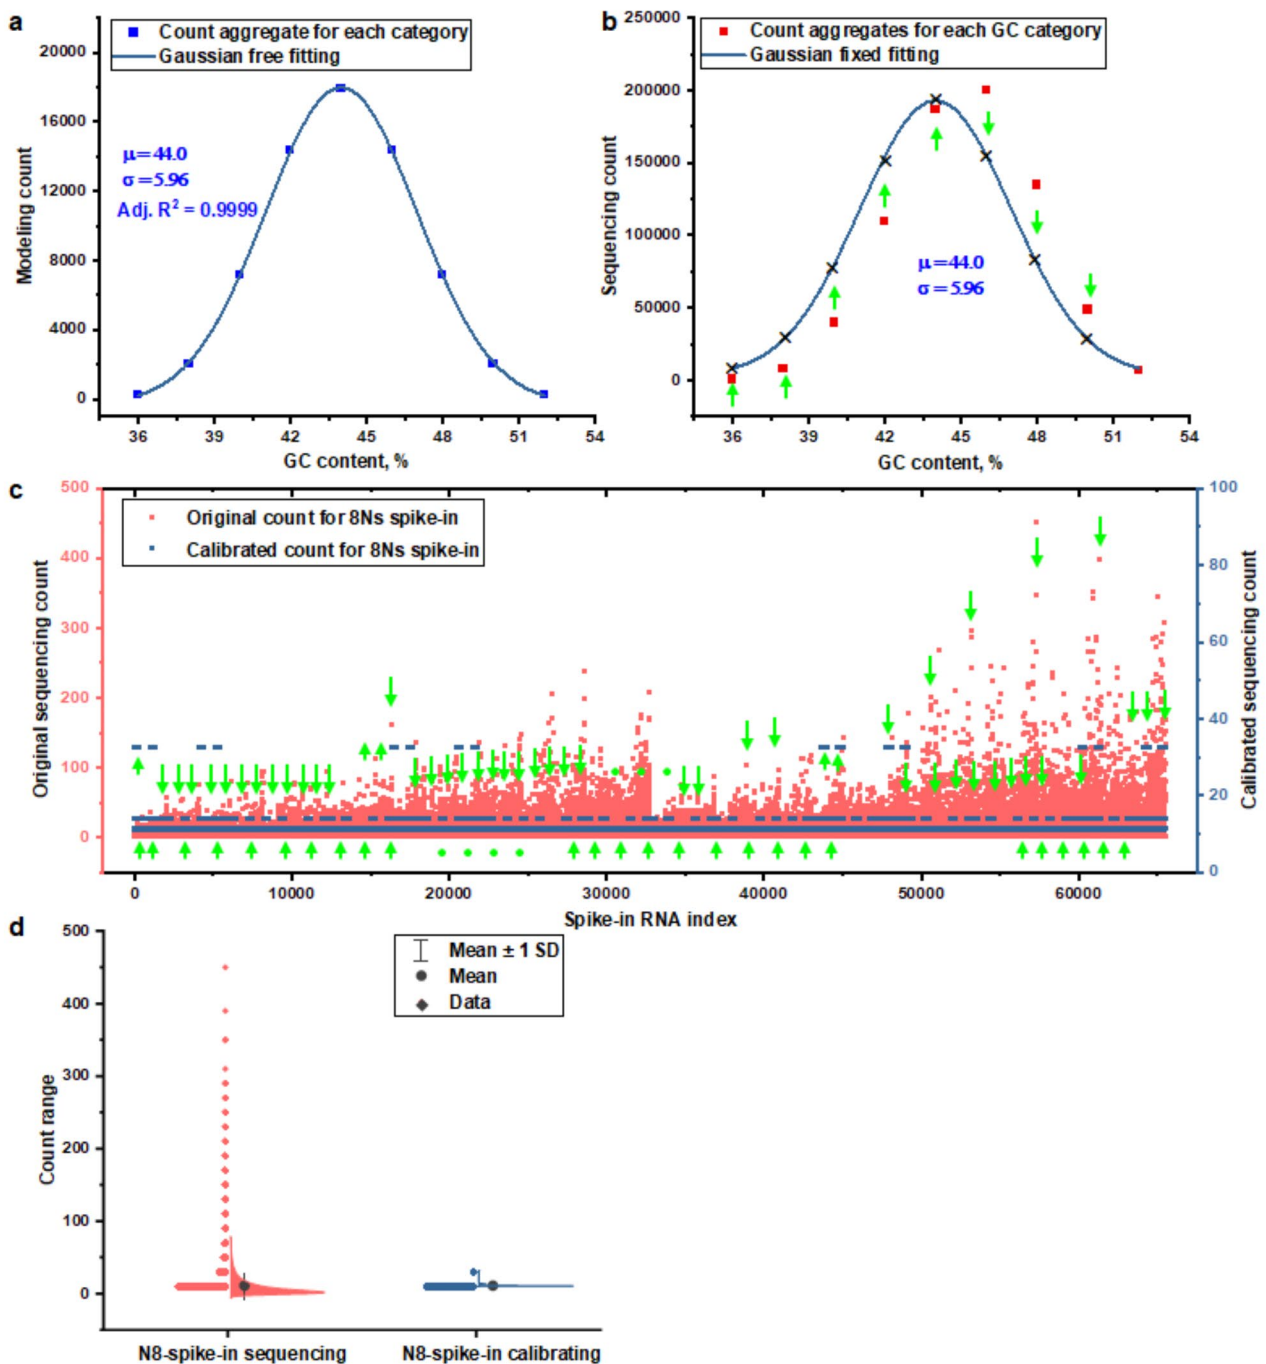 a
Count aggregate for each category
Gaussian free fitting
μ=44.0
σ=5.96
Adj. R² = 0.9999
Modeling count
20000
16000
12000
8000
4000
0
36 39 42 45 48 51 54
GC content, %
b
Count aggregates for each GC category
Gaussian fixed fitting
μ=44.0
σ=5.96
Sequencing count
250000
200000
150000
100000
50000
0
36 39 42 45 48 51 54
GC content, %
c
Original count for 8Ns spike-in
Calibrated count for 8Ns spike-in
Original sequencing count
500
400
300
200
100
0
Calibrated sequencing count
100
80
60
40
20
0
0 10000 20000 30000 40000 50000 60000
Spike-in RNA index
d
Mean ± 1 SD
Mean
Data
Count range
500
400
300
200
100
0
N8-spike-in sequencing N8-spike-in calibrating